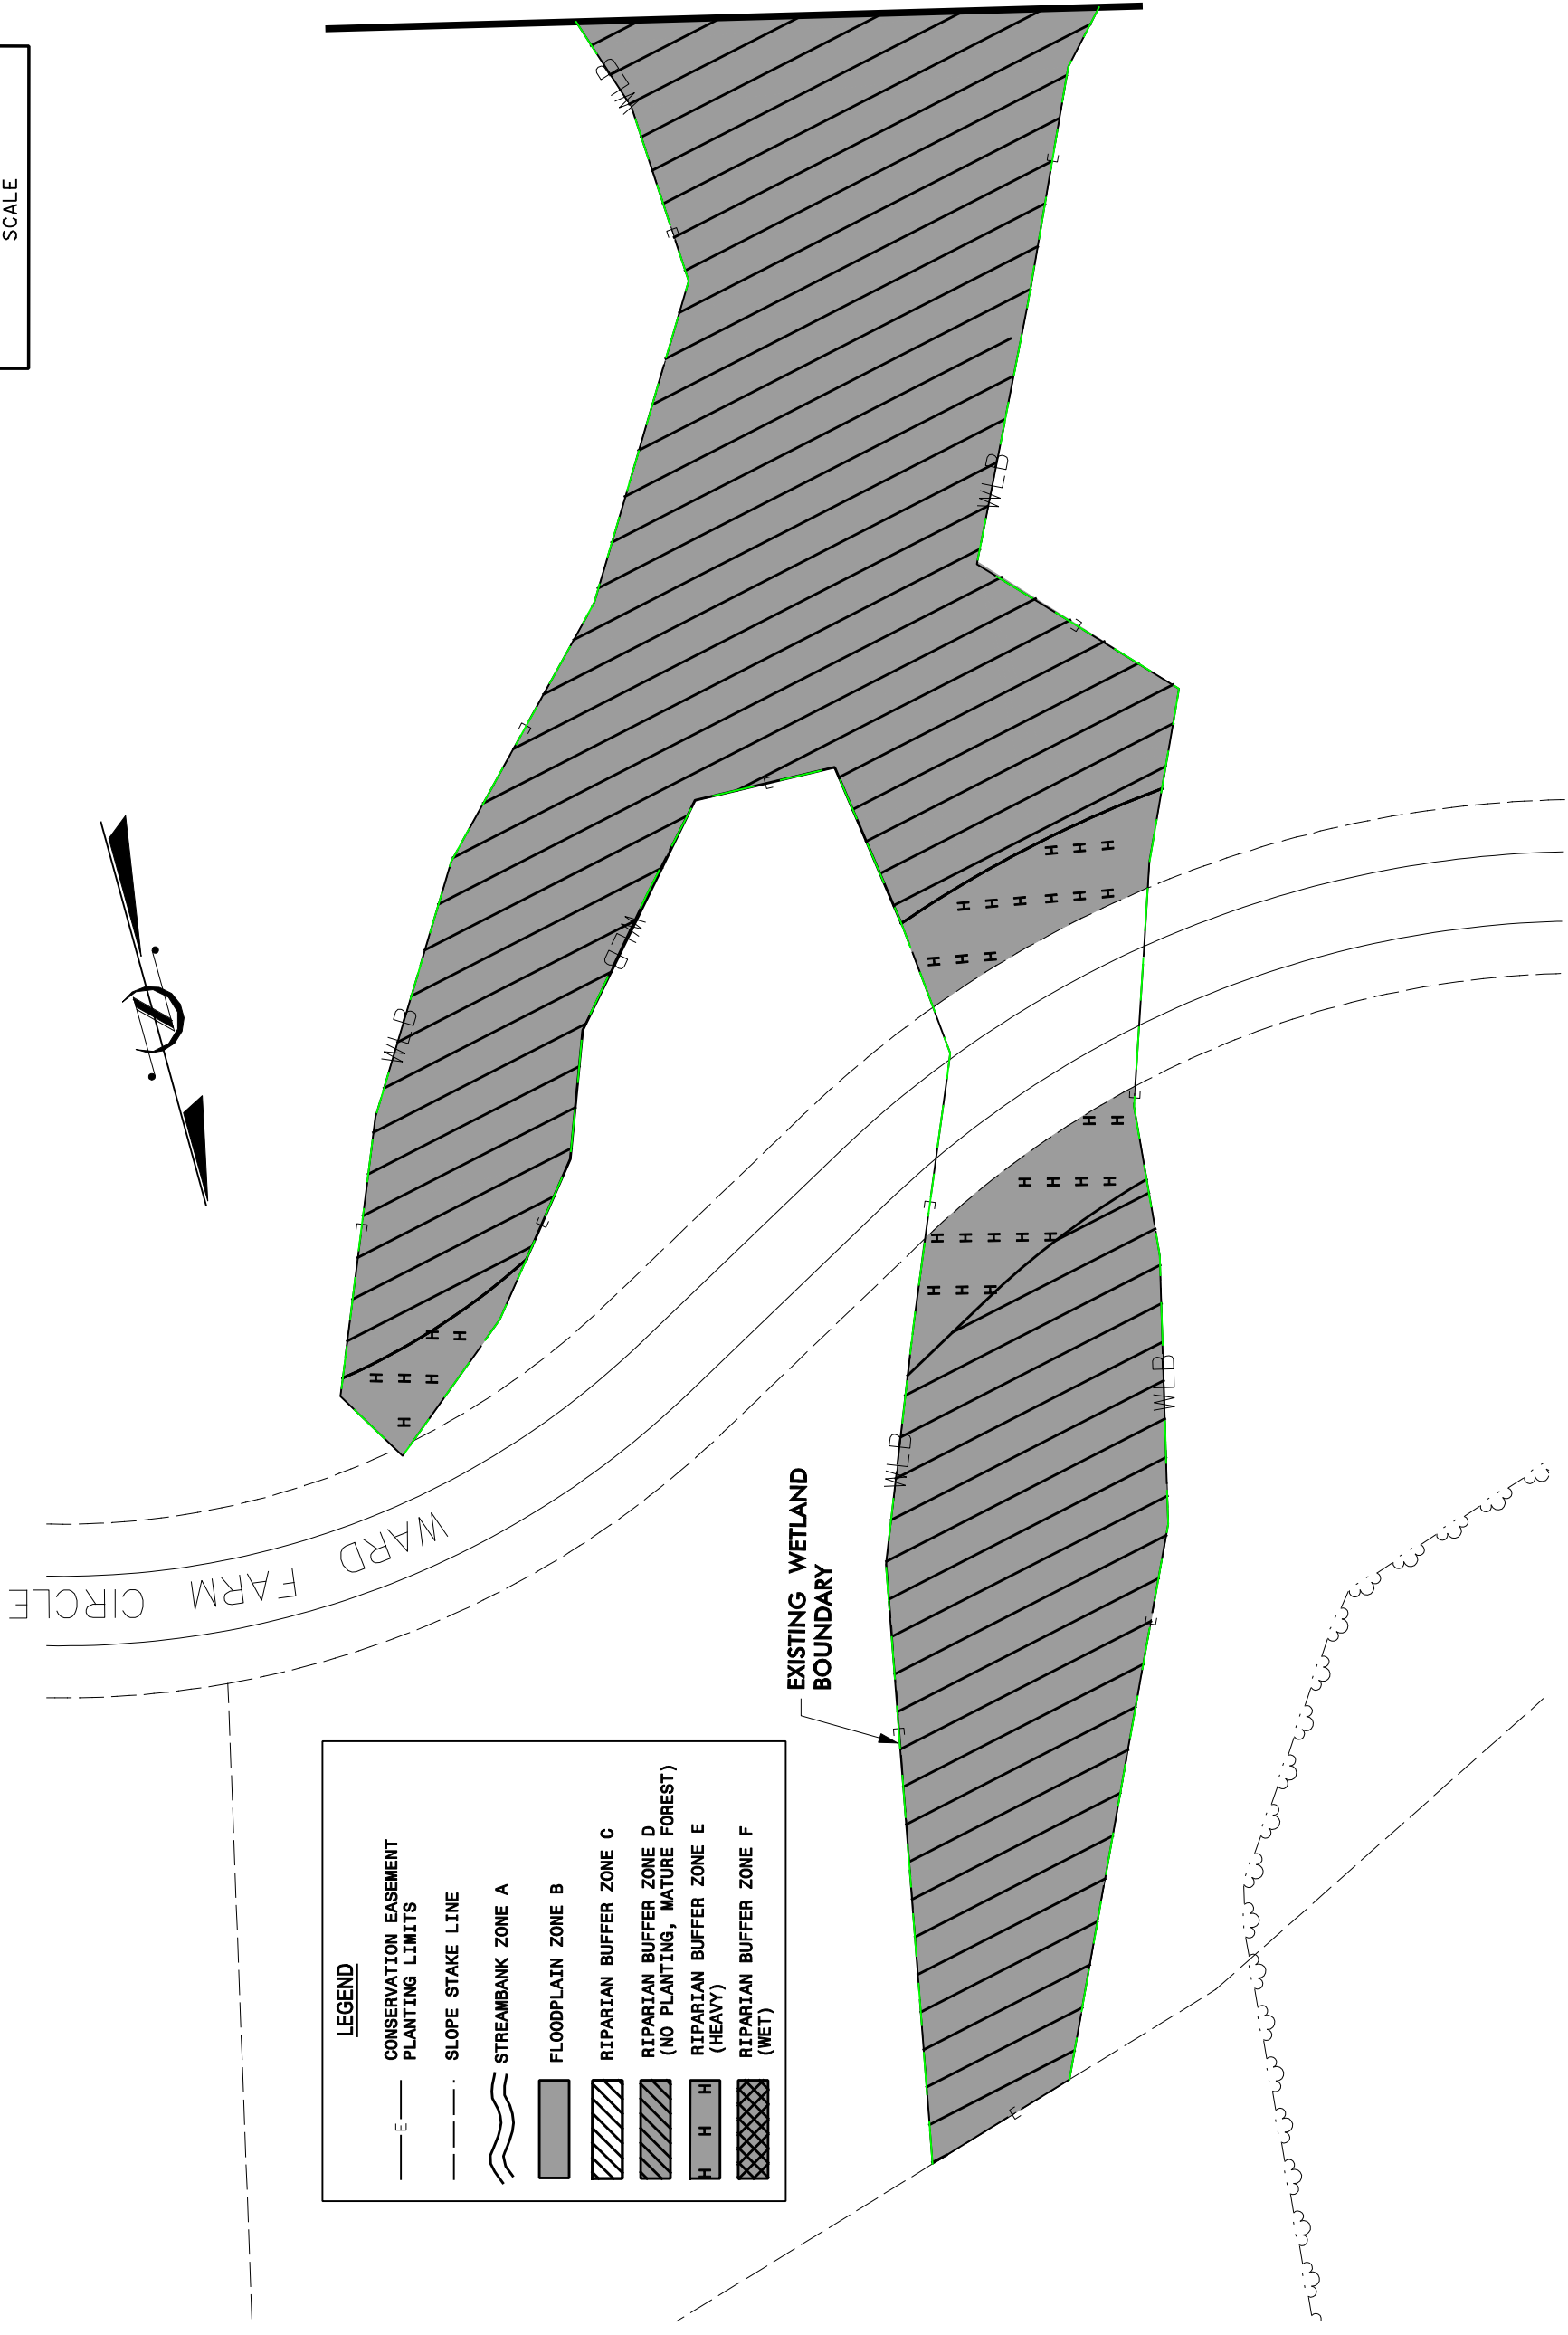 SCALE
WLB
E
E
WLB
E
E
E
WLB
WLB
H H H
H H H H H H
H H H
N
E
H H
E
E
E
H H H H
H H H H H
H H H
H H
H H H
H
WLB
WLB
E
E
E
WARD FARM CIRCLE
EXISTING WETLAND
BOUNDARY
LEGEND
E
CONSERVATION EASEMENT
PLANTING LIMITS
SLOPE STAKE LINE
STREAMBANK ZONE A
FLOODPLAIN ZONE B
RIPARIAN BUFFER ZONE C
RIPARIAN BUFFER ZONE D
(NO PLANTING, MATURE FOREST)
H H H
RIPARIAN BUFFER ZONE E
(HEAVY)
RIPARIAN BUFFER ZONE F
(WET)